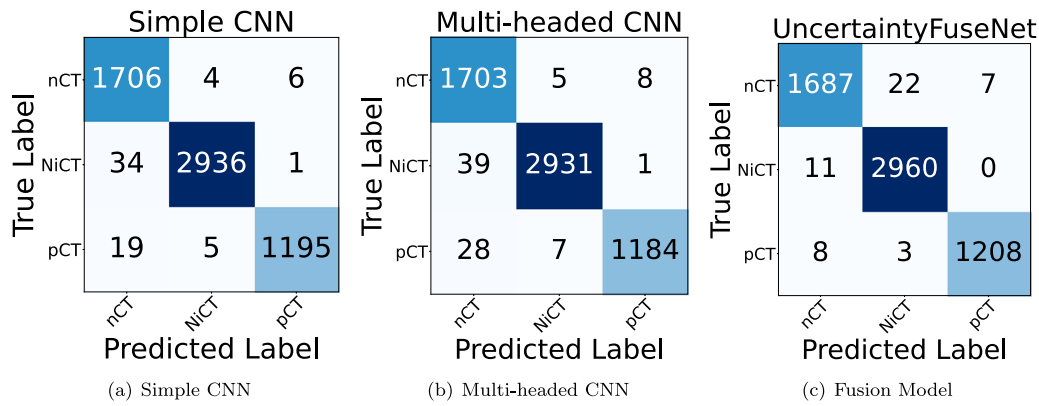 Simple CNN
True Label
nCT 1706 4 6
NiCT 34 2936 1
pCT 19 5 1195
nCT NiCT pCT
Predicted Label
(a) Simple CNN
Multi-headed CNN
True Label
nCT 1703 5 8
NiCT 39 2931 1
pCT 28 7 1184
nCT NiCT pCT
Predicted Label
(b) Multi-headed CNN
UncertaintyFuseNet
True Label
nCT 1687 22 7
NiCT 11 2960 0
pCT 8 3 1208
nCT NiCT pCT
Predicted Label
(c) Fusion Model